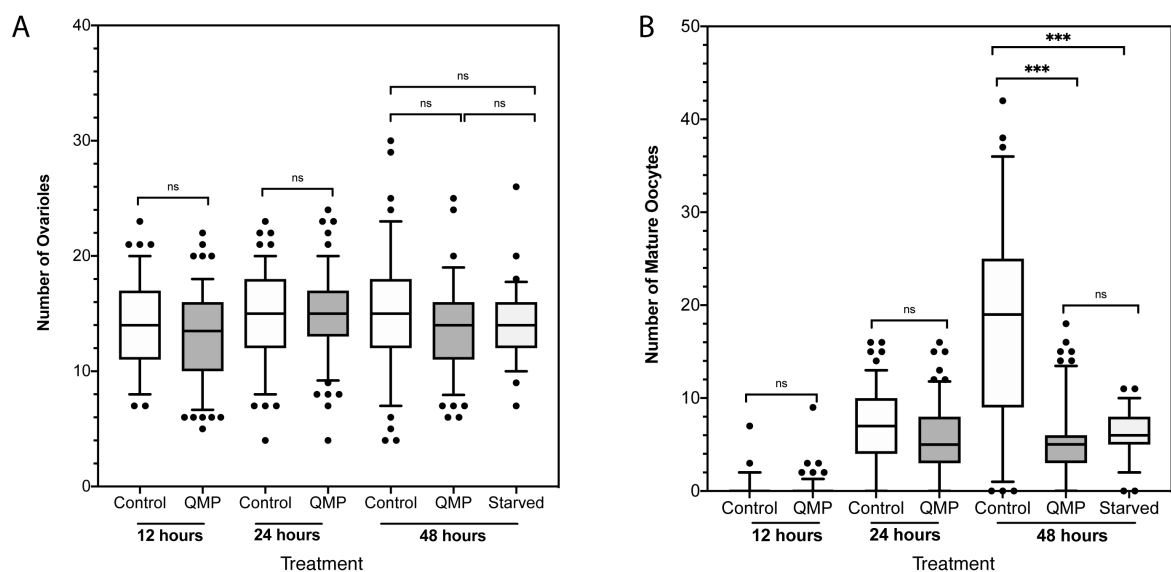 A
Number of Ovarioles
40
30
20
10
0
ns
ns
ns
ns
ns
Control QMP Control QMP Control QMP Starved
12 hours 24 hours 48 hours
Treatment
B
Number of Mature Oocytes
50
40
30
20
10
0
***
***
ns
ns
ns
Control QMP Control QMP Control QMP Starved
12 hours 24 hours 48 hours
Treatment